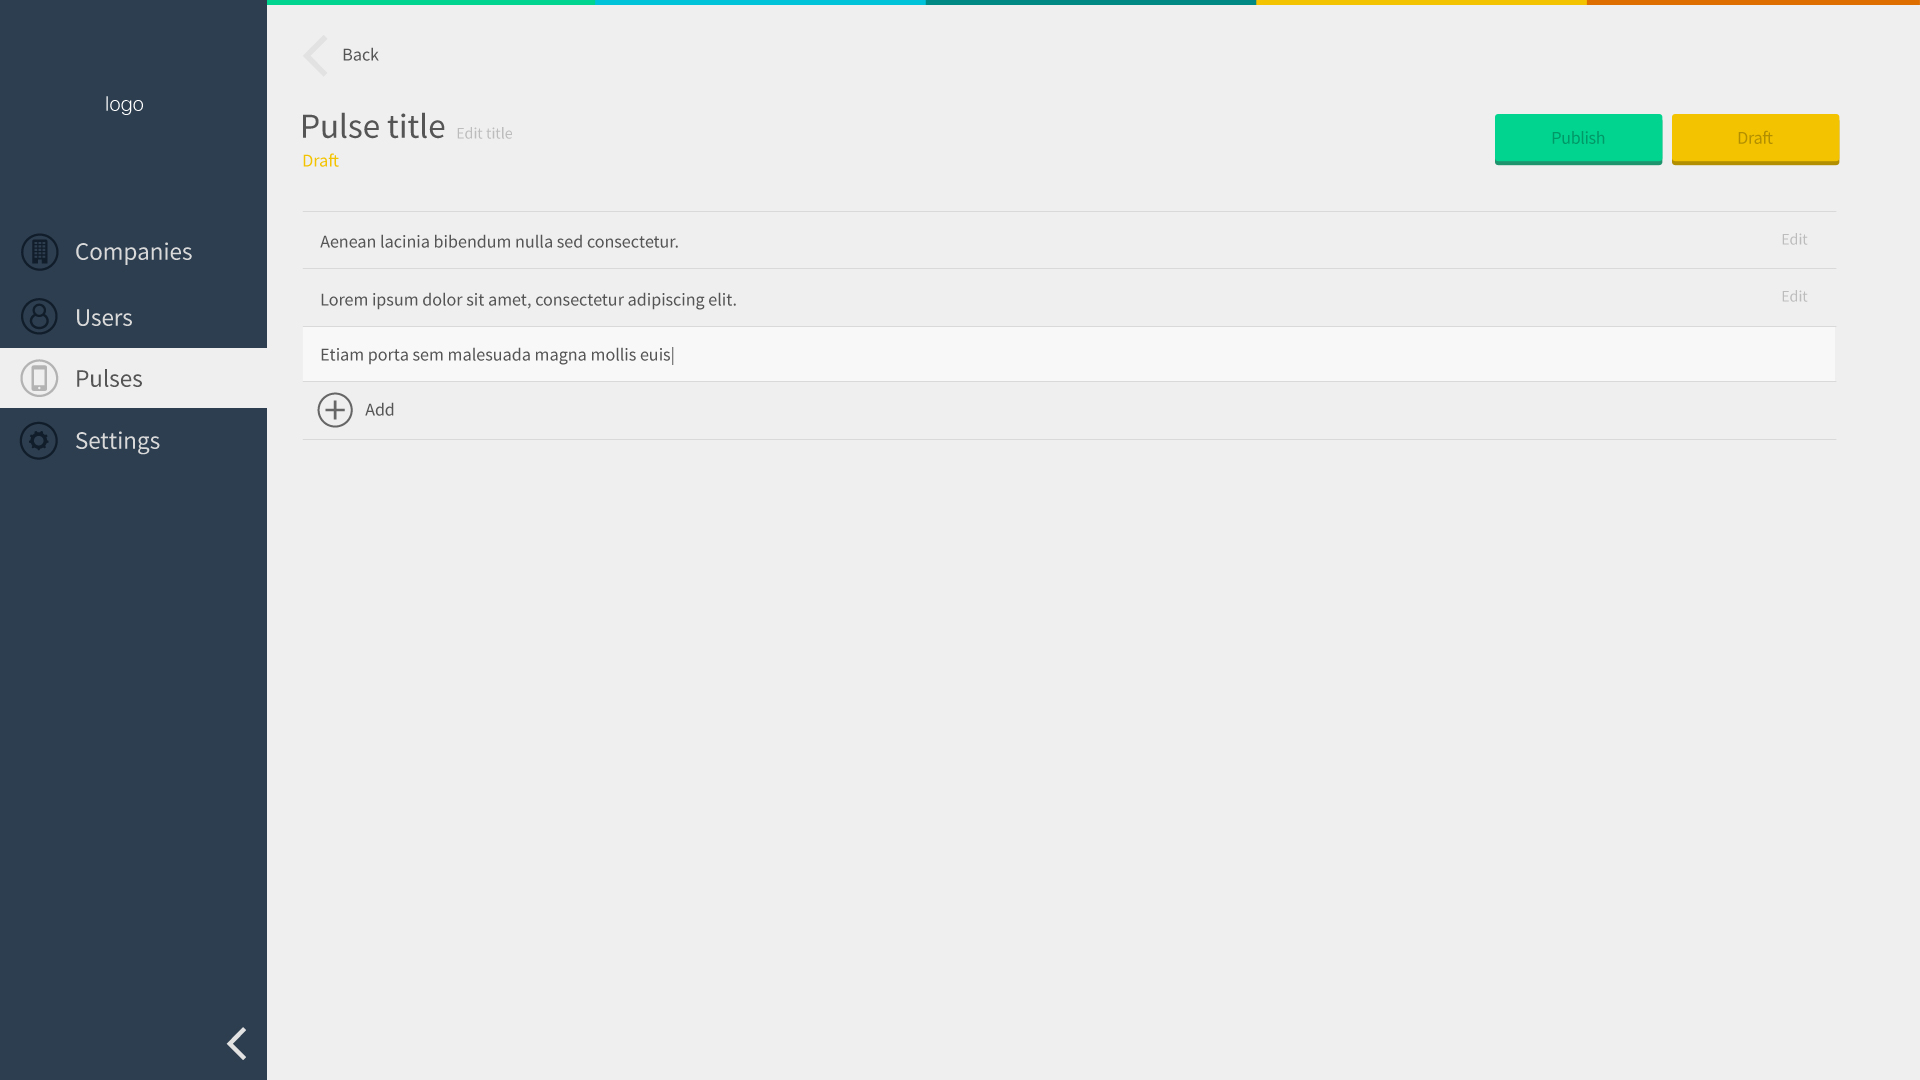 logo
Companies
Users
Pulses
Settings
Back
Pulse title Edit title
Draft
Publish
Draft
Aenean lacinia bibendum nulla sed consectetur.
Edit
Lorem ipsum dolor sit amet, consectetur adipiscing elit.
Edit
Etiam porta sem malesuada magna mollis euis
Add